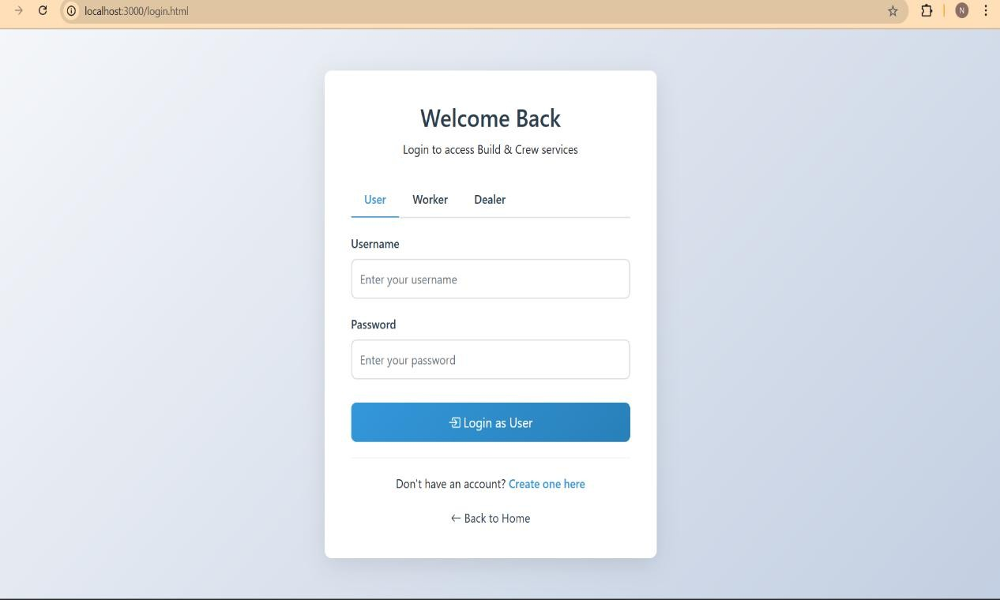 localhost:3000/login.html
N
Welcome Back
Login to access Build & Crew services
User Worker Dealer
Username
Enter your username
Password
Enter your password
Login as User
Don't have an account? Create one here
← Back to Home